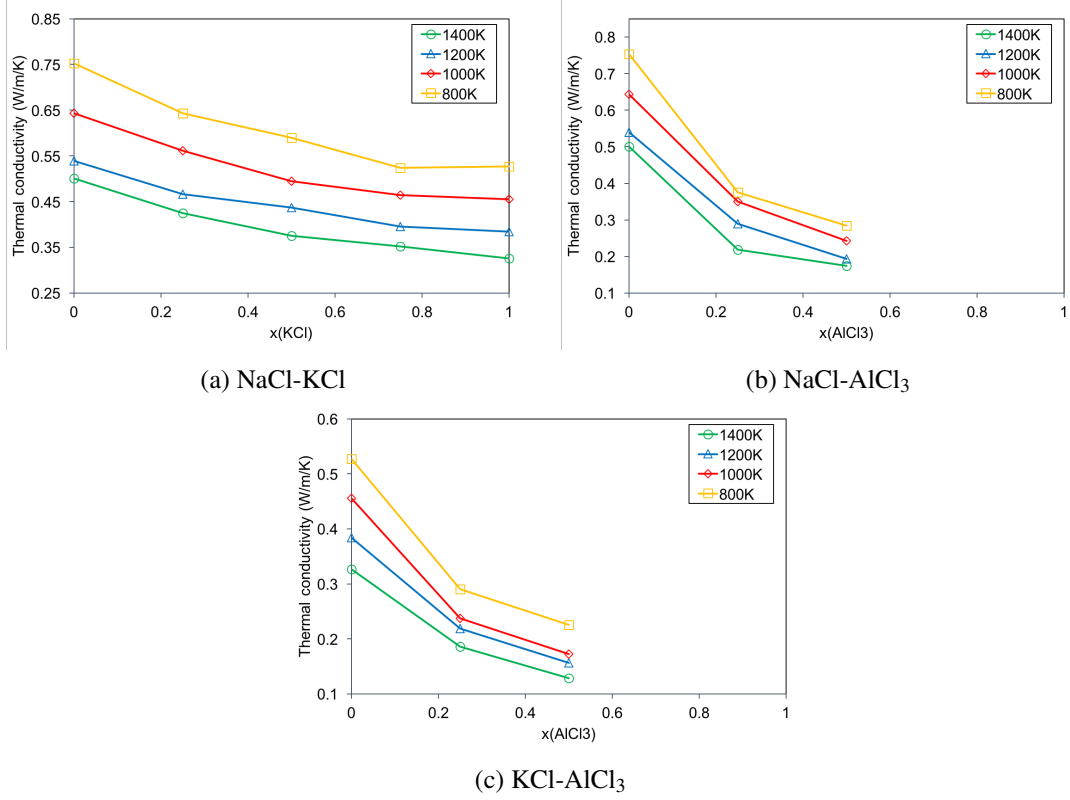 0.85
0.75
0.65
0.55
0.45
0.35
0.25
Thermal conductivity (W/m/K)
0
0.2
0.4
0.6
0.8
1
x(KCl)
1400K
1200K
1000K
800K
(a) NaCl-KCl
0.8
0.7
0.6
0.5
0.4
0.3
0.2
0.1
Thermal conductivity (W/m/K)
0
0.2
0.4
0.6
0.8
1
x(AlCl3)
1400K
1200K
1000K
800K
(b) NaCl-AlCl₃
0.6
0.5
0.4
0.3
0.2
0.1
Thermal conductivity (W/m/K)
0
0.2
0.4
0.6
0.8
1
x(AlCl3)
1400K
1200K
1000K
800K
(c) KCl-AlCl₃